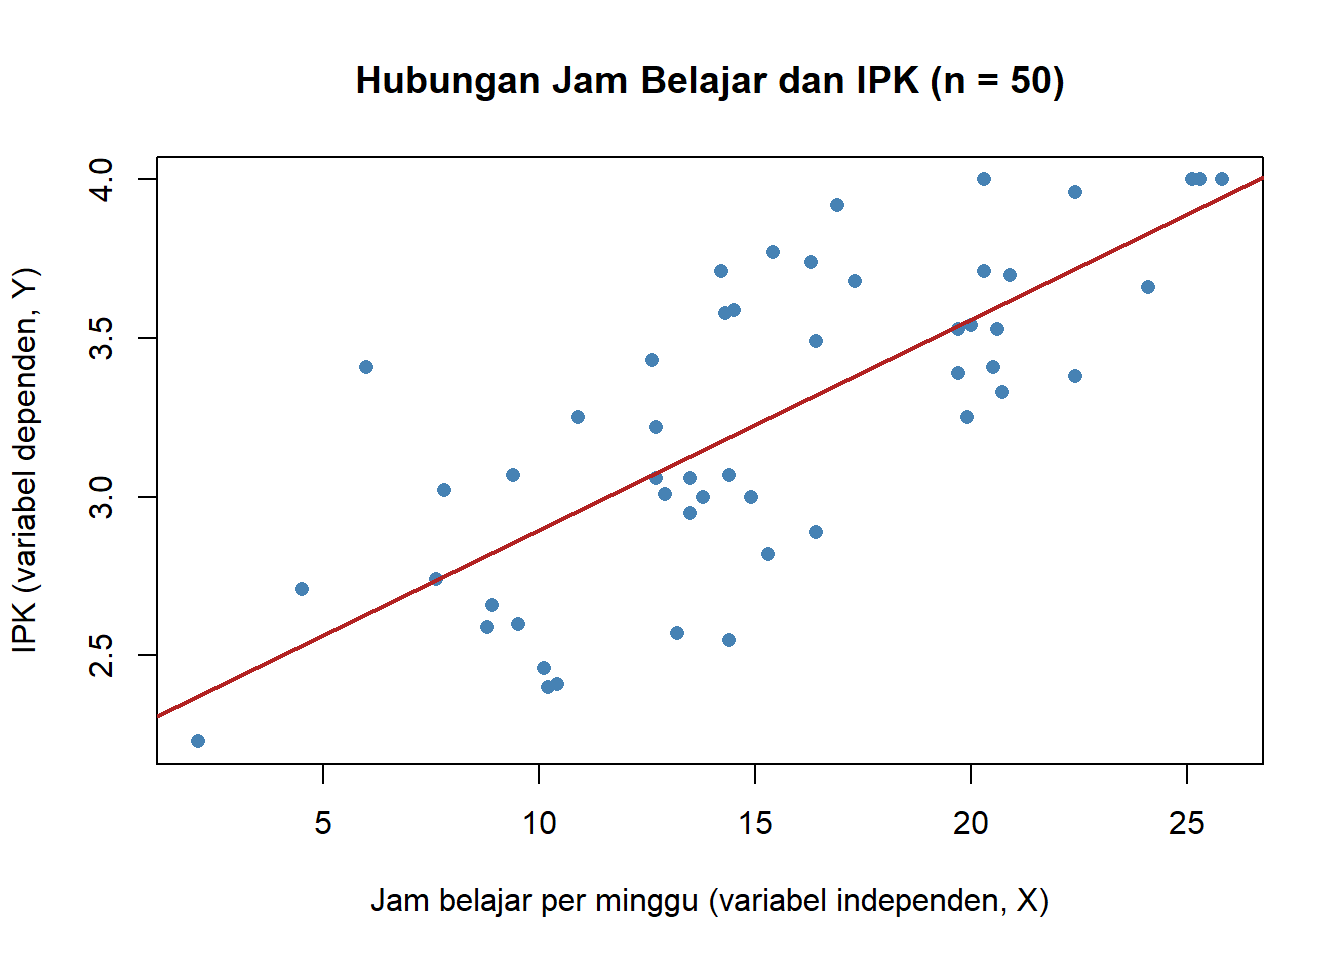 Hubungan Jam Belajar dan IPK (n = 50)
IPK (variabel dependen, Y)
4.0
3.5
3.0
2.5
5 10 15 20 25
Jam belajar per minggu (variabel independen, X)